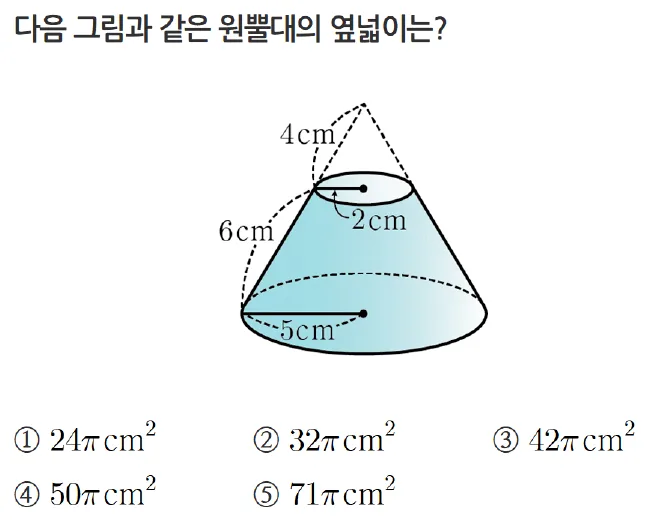 다음 그림과 같은 원뿔대의 옆넓이는?
4cm
2cm
6cm
5cm
① 24πcm² ② 32πcm² ③ 42πcm²
④ 50πcm² ⑤ 71πcm²